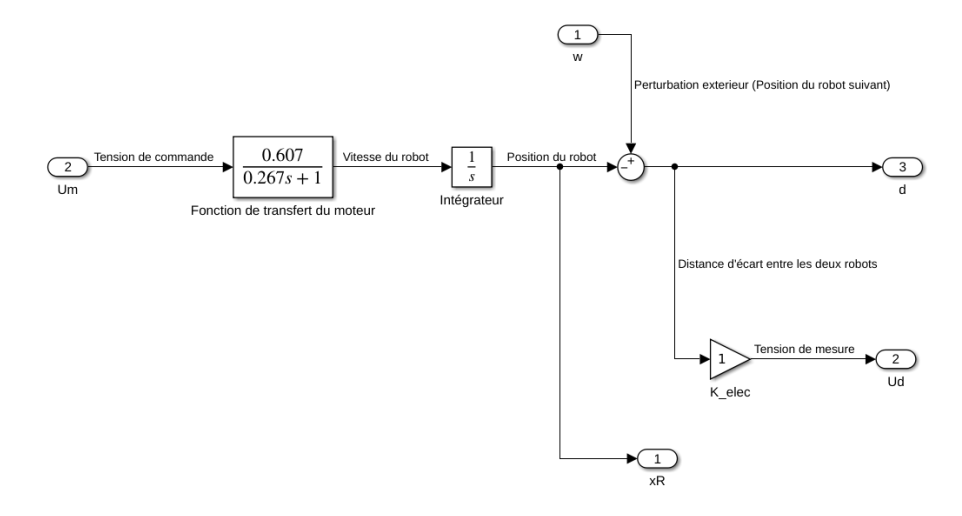 1
w
Perturbation exterieur (Position du robot suivant)
2
Um
Tension de commande
0.607
0.267s + 1
Fonction de transfert du moteur
Vitesse du robot
1
s
Intégrateur
Position du robot
+
−
3
d
Distance d'écart entre les deux robots
1
K_elec
Tension de mesure
2
Ud
1
xR